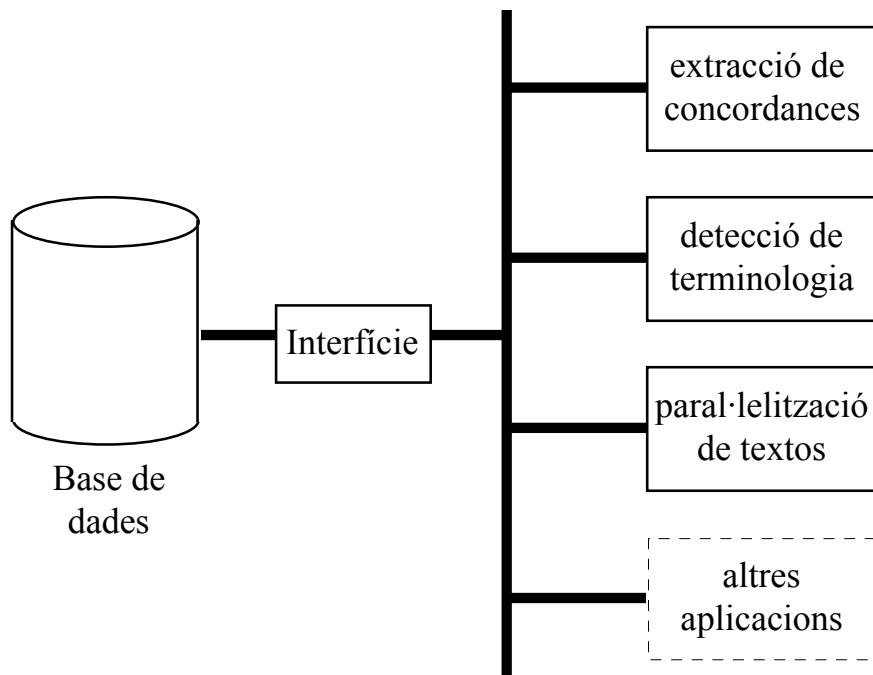 extracció de
concordances
detecció de
terminologia
Interfície
paral·lelització
de textos
Base de
dades
altres
aplicacions